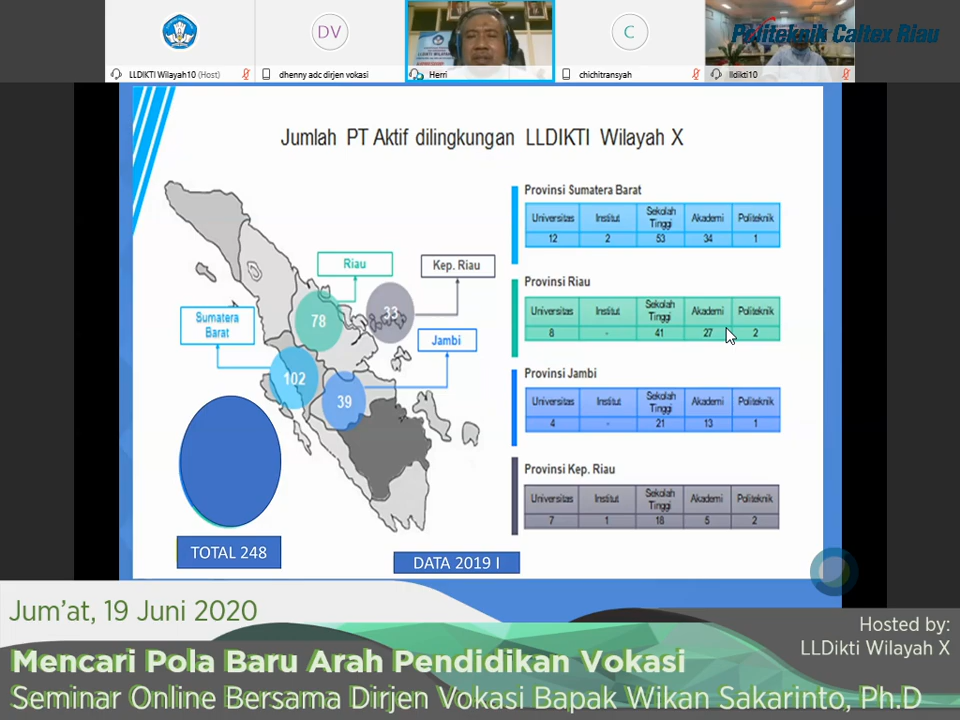 DV
C
Politeknik Caltex Riau
LLDIKTI Wilayah10 (Host)
dhenny adc dirjen vokasi
Herri
chichitransyah
lldikti10
Jumlah PT Aktif dilingkungan LLDIKTI Wilayah X
Riau
Kep. Riau
Sumatera
Barat
Jambi
78
33
102
39
TOTAL 248
DATA 2019 I
Provinsi Sumatera Barat
Universitas Institut Sekolah Tinggi Akademi Politeknik
12 2 53 34 1
Provinsi Riau
Universitas Institut Sekolah Tinggi Akademi Politeknik
8 - 41 27 2
Provinsi Jambi
Universitas Institut Sekolah Tinggi Akademi Politeknik
4 - 21 13 1
Provinsi Kep. Riau
Universitas Institut Sekolah Tinggi Akademi Politeknik
7 1 18 5 2
Jum'at, 19 Juni 2020
Hosted by:
LLDikti Wilayah X
Mencari Pola Baru Arah Pendidikan Vokasi
Seminar Online Bersama Dirjen Vokasi Bapak Wikan Sakarinto, Ph.D